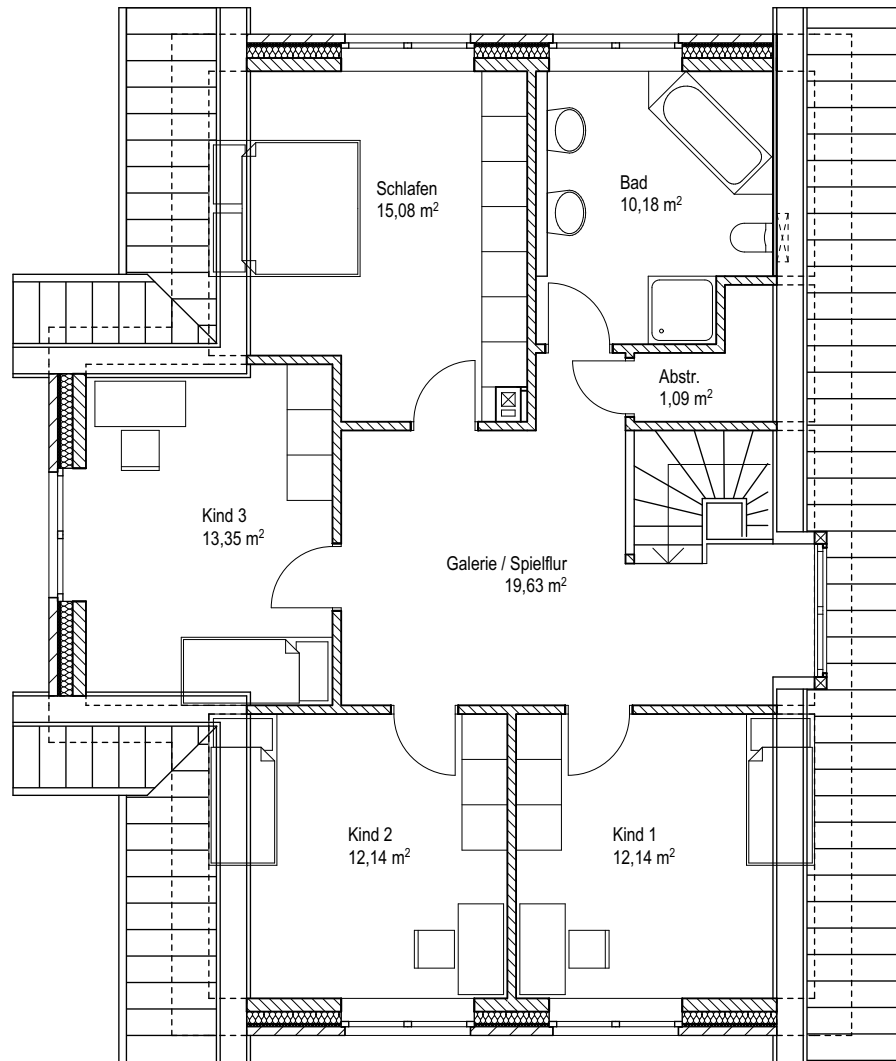 Schlafen
15,08 m²
Bad
10,18 m²
Abstr.
1,09 m²
Kind 3
13,35 m²
Galerie / Spielflur
19,63 m²
Kind 2
12,14 m²
Kind 1
12,14 m²